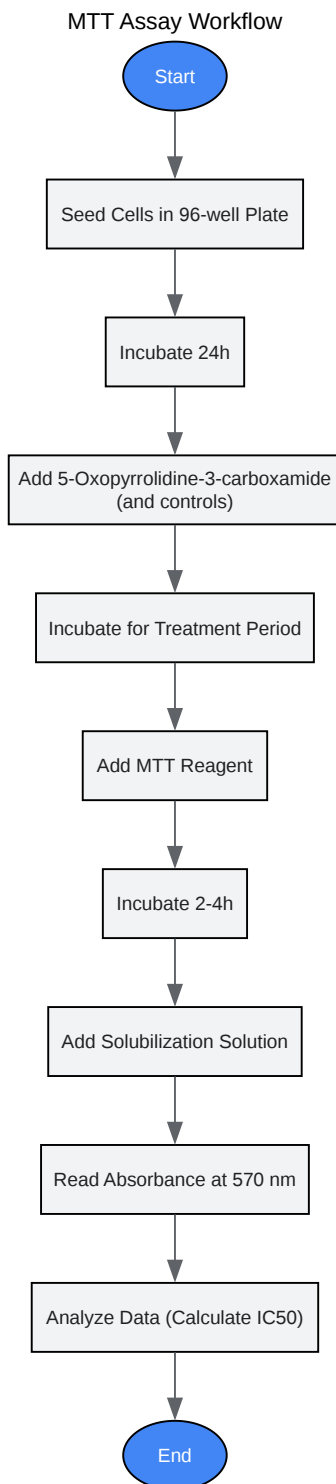 MTT Assay Workflow
Start
Seed Cells in 96-well Plate
Incubate 24h
Add 5-Oxopyrrolidine-3-carboxamide
(and controls)
Incubate for Treatment Period
Add MTT Reagent
Incubate 2-4h
Add Solubilization Solution
Read Absorbance at 570 nm
Analyze Data (Calculate IC50)
End